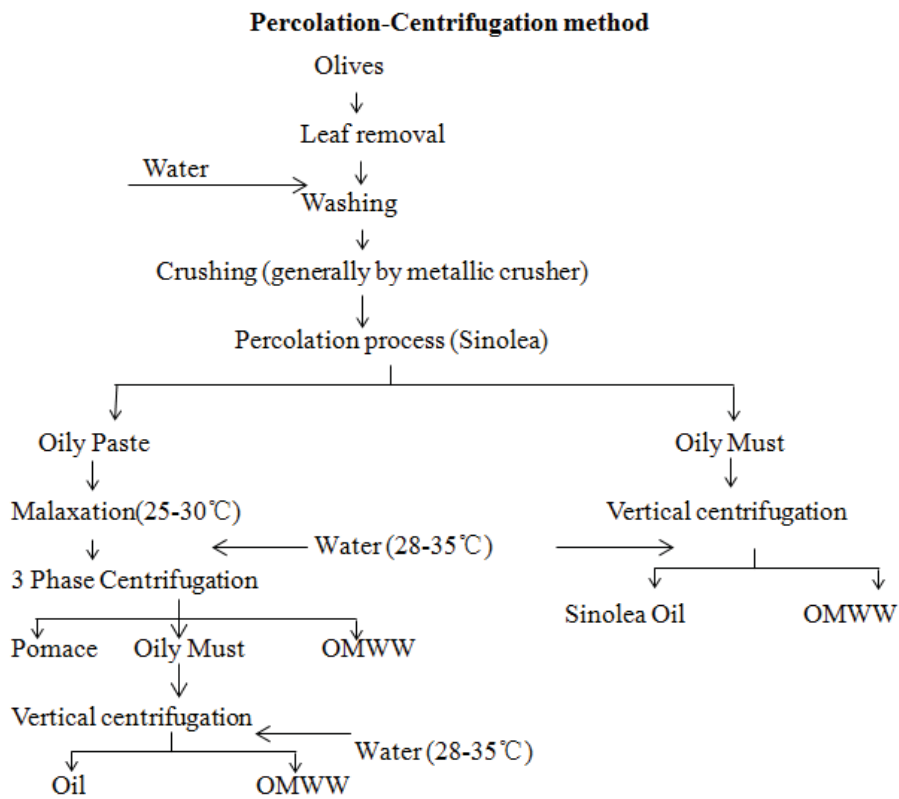 Percolation-Centrifugation method
Olives
Leaf removal
Water
Washing
Crushing (generally by metallic crusher)
Percolation process (Sinolea)
Oily Paste
Oily Must
Malaxation(25-30℃)
Vertical centrifugation
Water (28-35℃)
3 Phase Centrifugation
Sinolea Oil
OMWW
Pomace
Oily Must
OMWW
Vertical centrifugation
Water (28-35℃)
Oil
OMWW